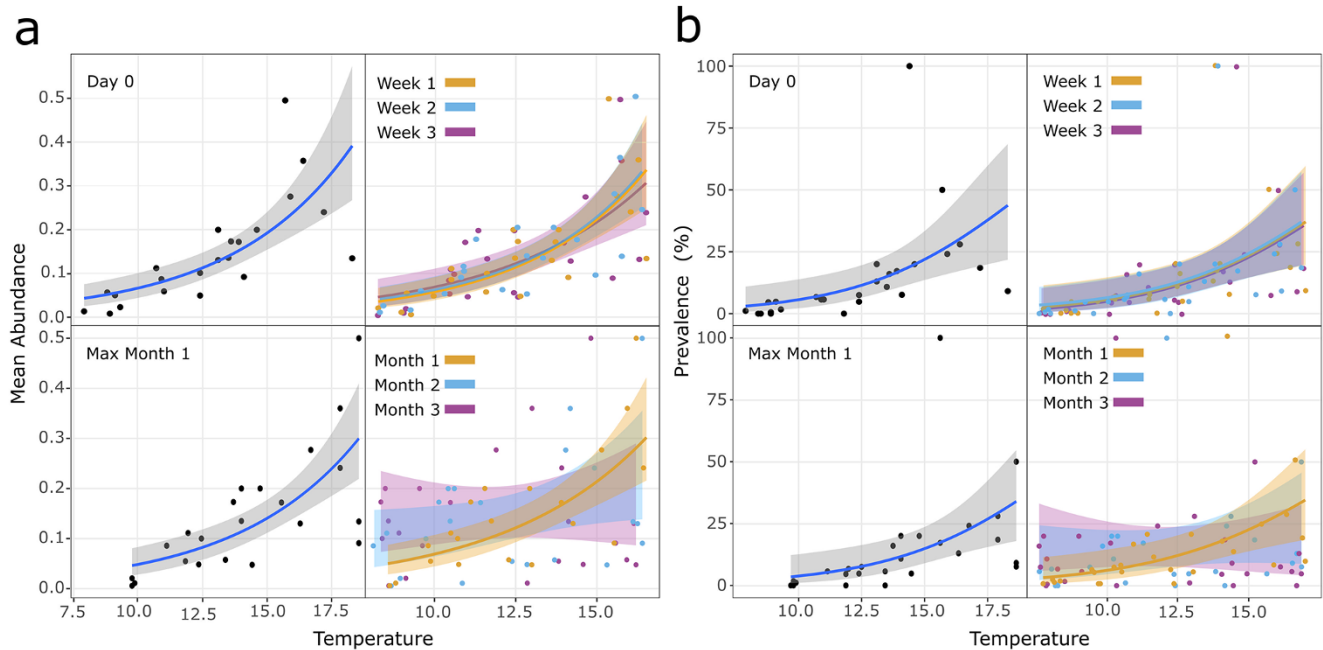 a
b
Day 0
Week 1
Week 2
Week 3
0.5
0.4
0.3
0.2
0.1
0.0
Max Month 1
Month 1
Month 2
Month 3
0.5
0.4
0.3
0.2
0.1
0.0
Mean Abundance
7.5 10.0 12.5 15.0 17.5
10.0 12.5 15.0
Temperature
Day 0
Week 1
Week 2
Week 3
100
75
50
25
0
Max Month 1
Month 1
Month 2
Month 3
100
75
50
25
0
Prevalence (%)
10.0 12.5 15.0 17.5
10.0 12.5 15.0
Temperature